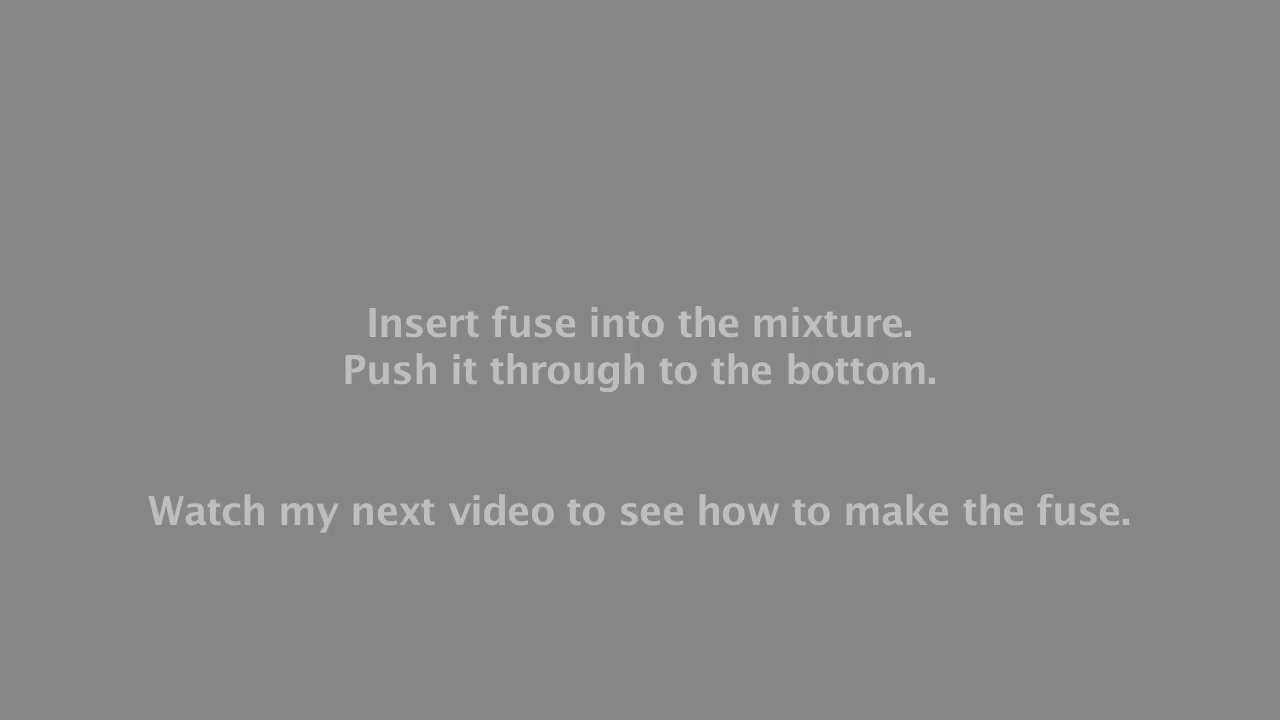 Insert fuse into the mixture.
Push it through to the bottom.
Watch my next video to see how to make the fuse.